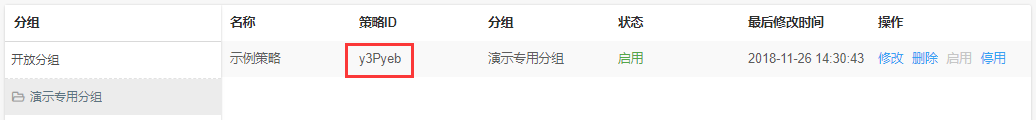 分组 名称 策略ID 分组 状态 最后修改时间 操作
开放分组 示例策略 y3Pyeb 演示专用分组 启用 2018-11-26 14:30:43 修改 删除 启用 停用
演示专用分组